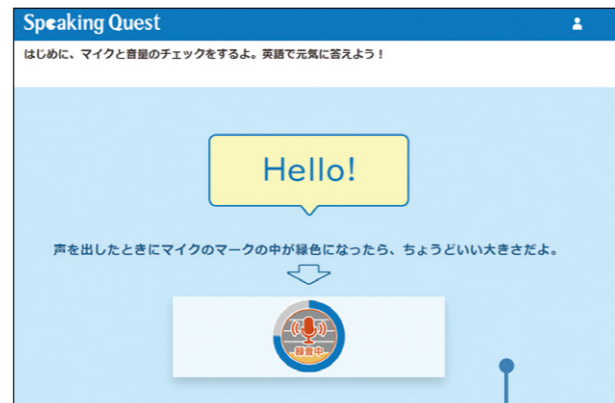 Speaking Quest
はじめに、マイクと音量のチェックをするよ。英語で元気に答えよう！
Hello!
声を出したときにマイクのマークの中が緑色になったら、ちょうどいい大きさだよ。
録音中